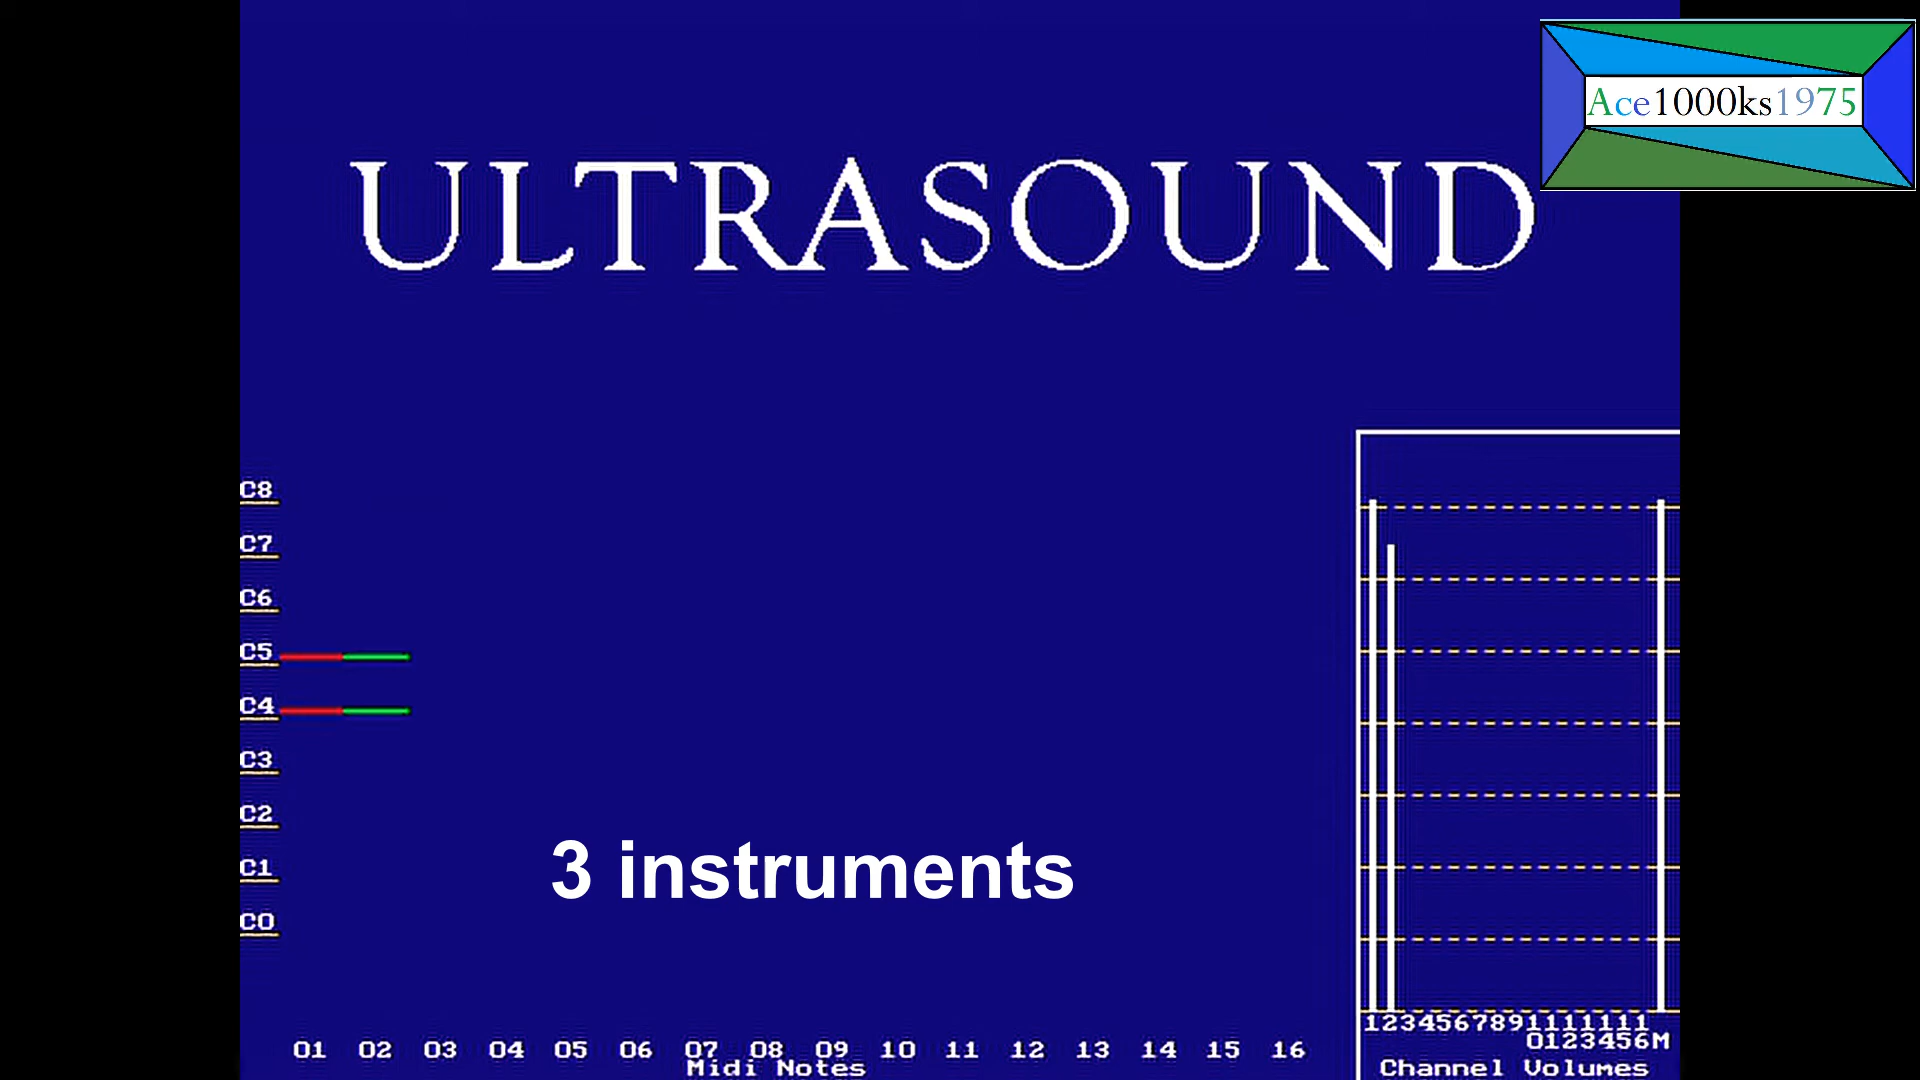 Ace1000ks1975
ULTRASOUND
C8
C7
C6
C5
C4
C3
C2
C1
C0
3 instruments
01 02 03 04 05 06 07 08 09 10 11 12 13 14 15 16
Midi Notes
1234567891111111
0123456M
Channel Volumes